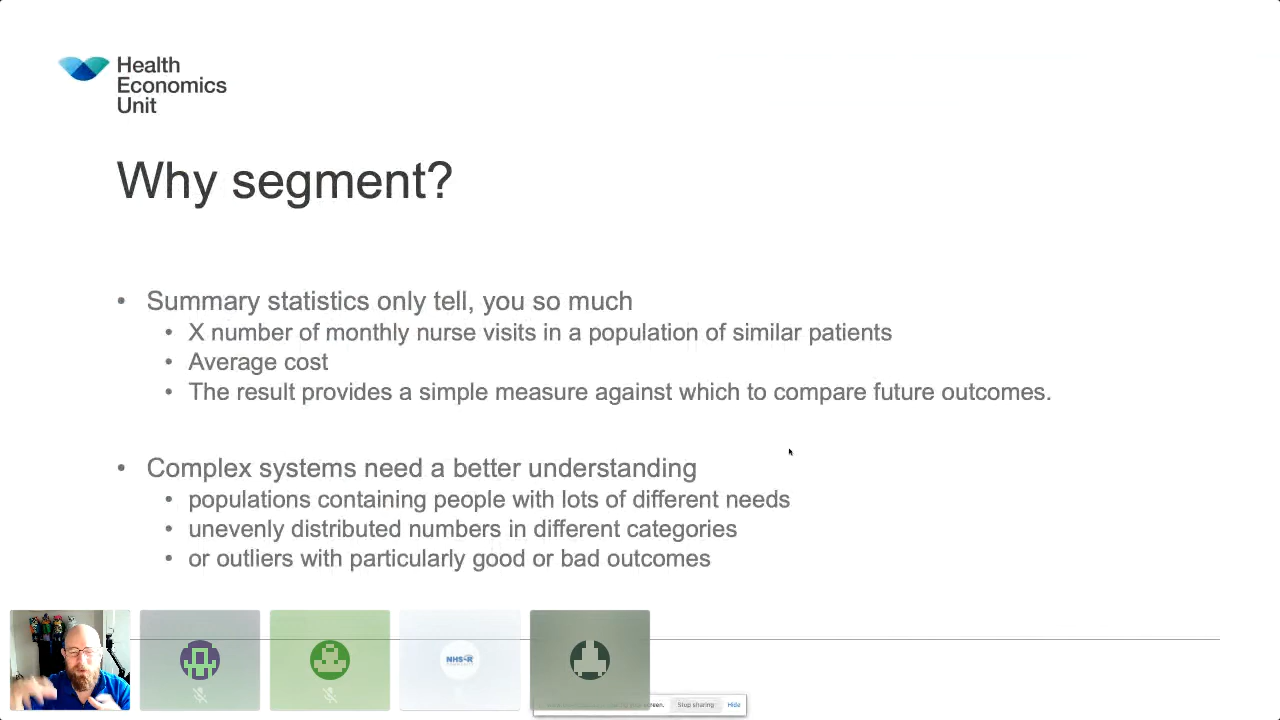 Health
Economics
Unit
Why segment?
• Summary statistics only tell, you so much
• X number of monthly nurse visits in a population of similar patients
• Average cost
• The result provides a simple measure against which to compare future outcomes.
• Complex systems need a better understanding
• populations containing people with lots of different needs
• unevenly distributed numbers in different categories
• or outliers with particularly good or bad outcomes
NHS-R
screen. Stop sharing Hide